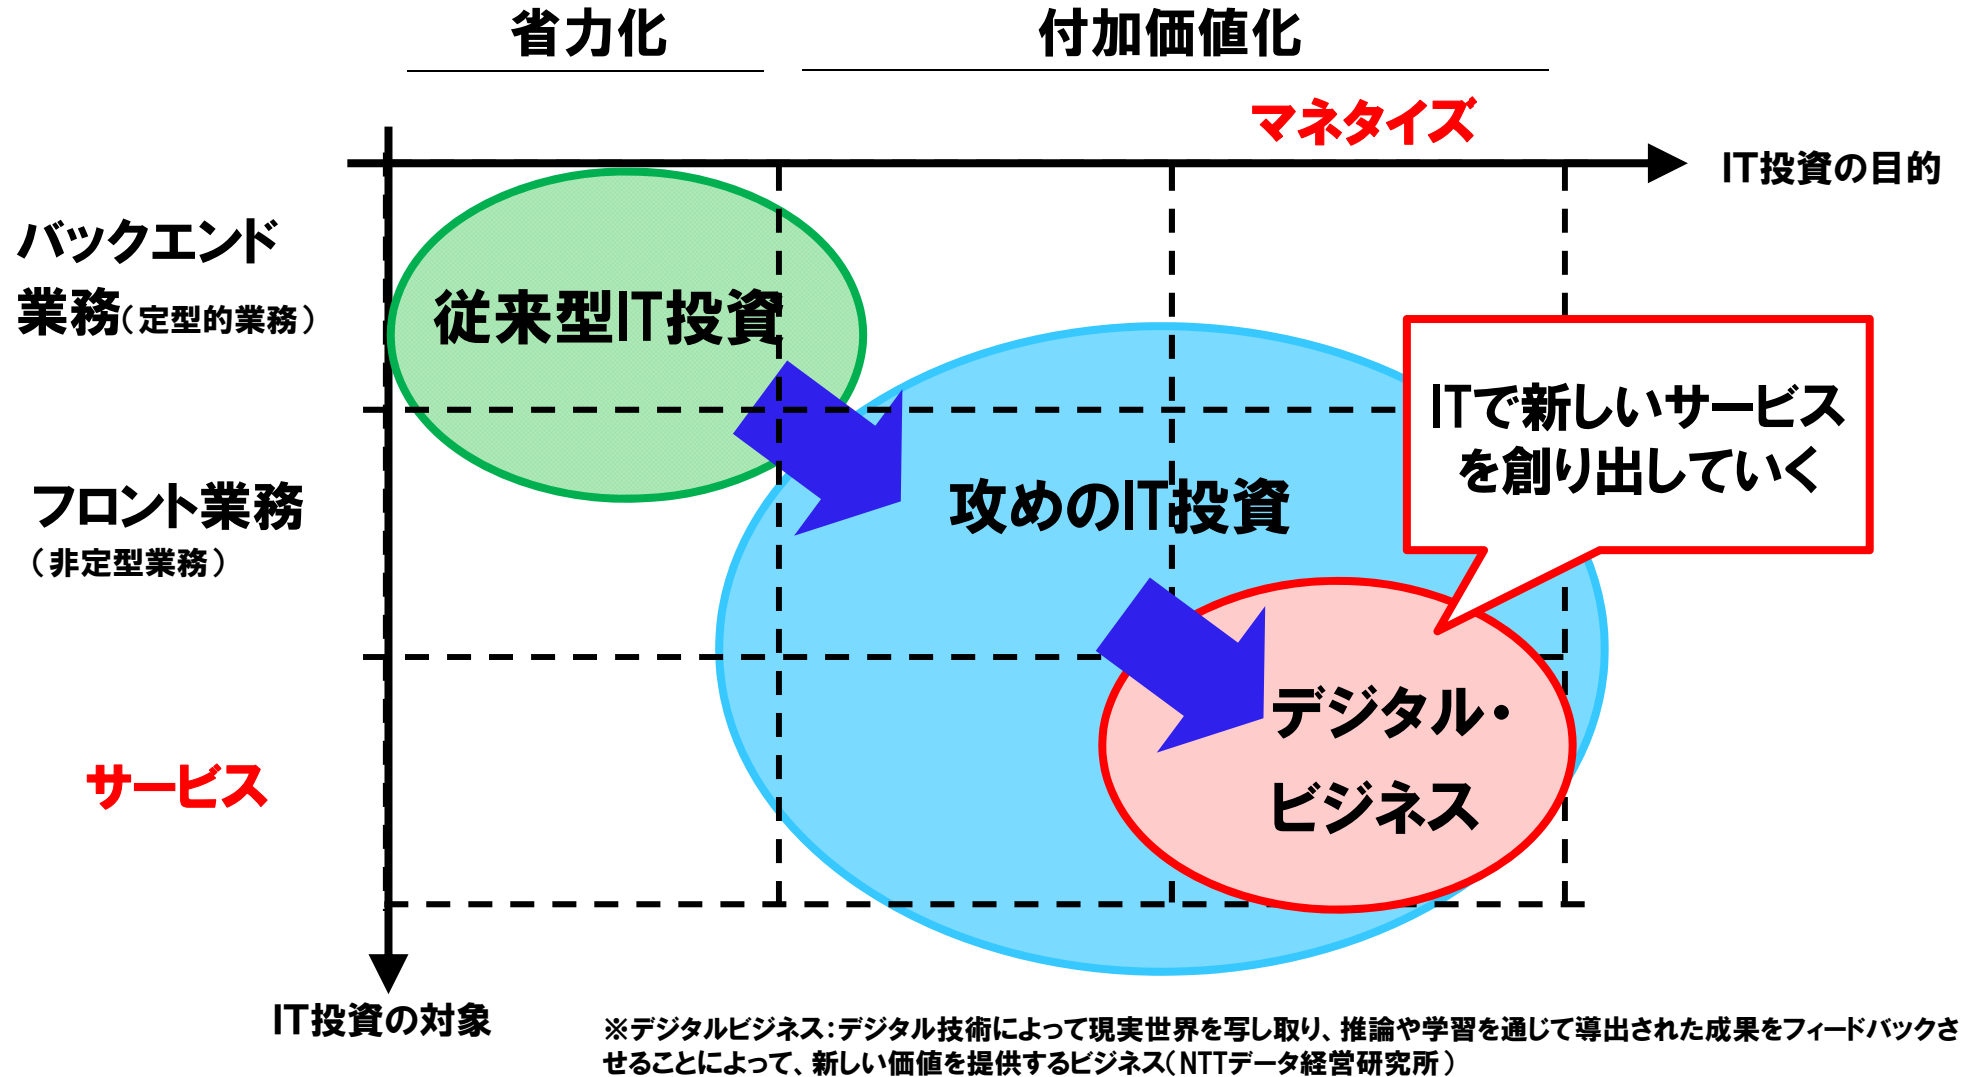 省力化
付加価値化
マネタイズ
IT投資の目的
バックエンド
業務（定型的業務）
従来型IT投資
ITで新しいサービス
を創り出していく
フロント業務
（非定型業務）
攻めのIT投資
サービス
デジタル・
ビジネス
IT投資の対象
※デジタルビジネス：デジタル技術によって現実世界を写し取り、推論や学習を通じて導出された成果をフィードバックさ
せることによって、新しい価値を提供するビジネス（NTTデータ経営研究所）